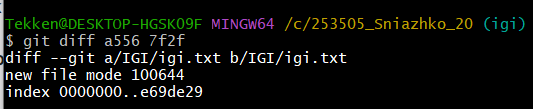 Tekken@DESKTOP-HGSK09F MINGW64 /c/253505_Sniazhko_20 (igi)
$ git diff a556 7f2f
diff --git a/IGI/igi.txt b/IGI/igi.txt
new file mode 100644
index 0000000..e69de29